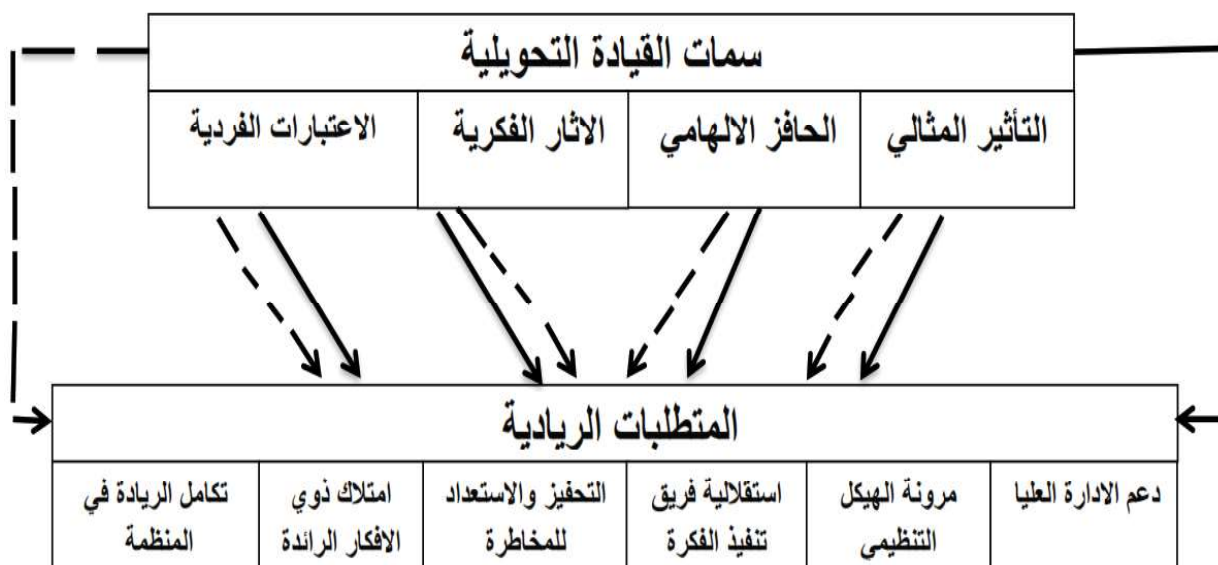 سمات القيادة التحويلية
التأثير المثالي
الحافز الالهامي
الاثار الفكرية
الاعتبارات الفردية
المتطلبات الريادية
دعم الادارة العليا
مرونة الهيكل
التنظيمي
استقلالية فريق
تنفيذ الفكرة
التحفيز والاستعداد
للمخاطرة
امتلاك ذوي
الافكار الرائدة
تكامل الريادة في
المنظمة